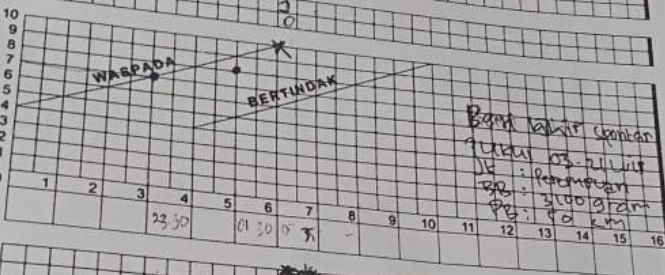 10
9
8
7
6
5
4
3
2
1
0
WASPADA
BERTINDAK
1 2 3 4 5 6 7 8 9 10 11 12 13 14 15 16
23 30
01 30
Bayi lahir spontan
Pukul 03.
JK : Perempuan
BB : 3100 gram
PB : 50 cm